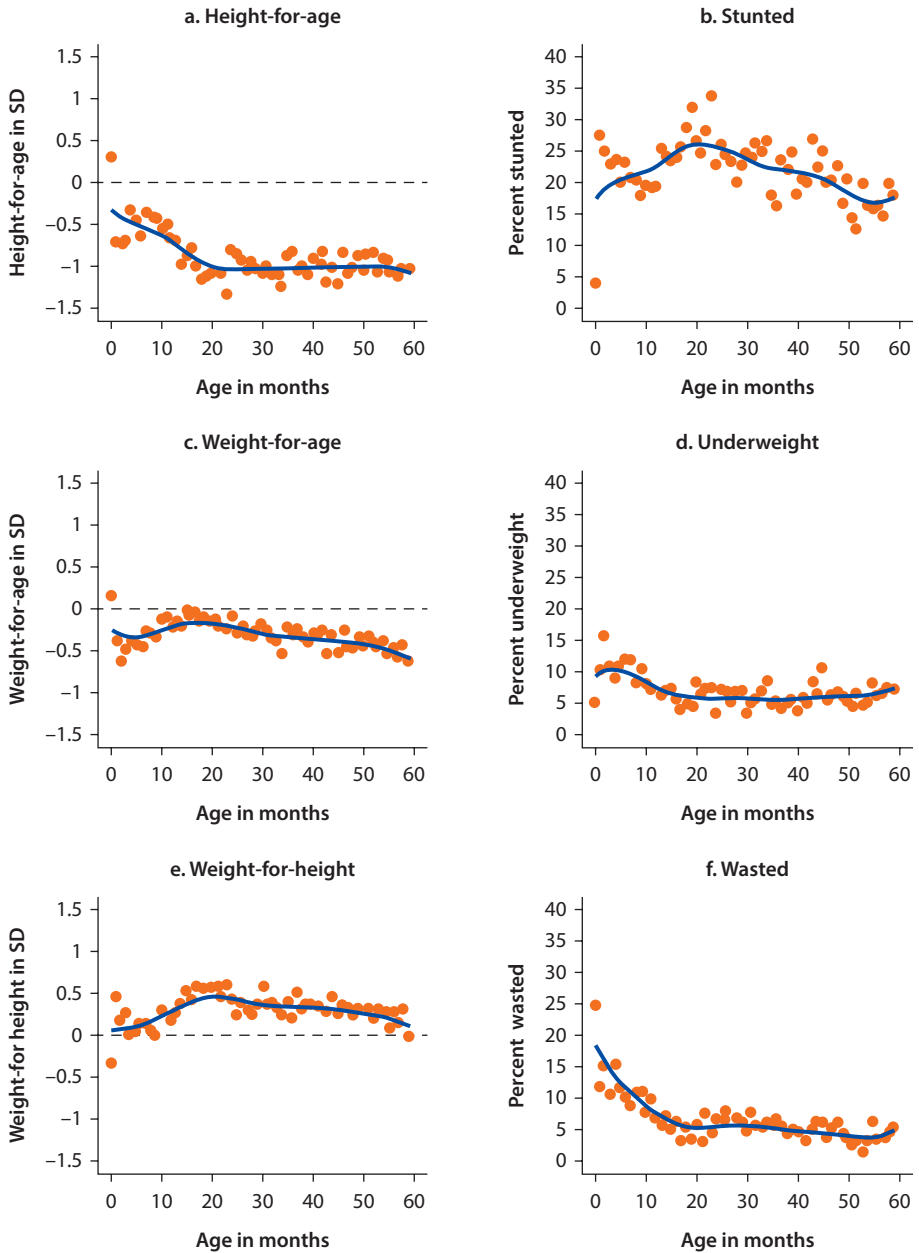 a. Height-for-age
1.5
1
0.5
0
−0.5
−1
−1.5
Height-for-age in SD
0 10 20 30 40 50 60
Age in months
b. Stunted
40
35
30
25
20
15
10
5
0
Percent stunted
0 10 20 30 40 50 60
Age in months
c. Weight-for-age
1.5
1
0.5
0
−0.5
−1
−1.5
Weight-for-age in SD
0 10 20 30 40 50 60
Age in months
d. Underweight
40
35
30
25
20
15
10
5
0
Percent underweight
0 10 20 30 40 50 60
Age in months
e. Weight-for-height
1.5
1
0.5
0
−0.5
−1
−1.5
Weight-for height in SD
0 10 20 30 40 50 60
Age in months
f. Wasted
40
35
30
25
20
15
10
5
0
Percent wasted
0 10 20 30 40 50 60
Age in months